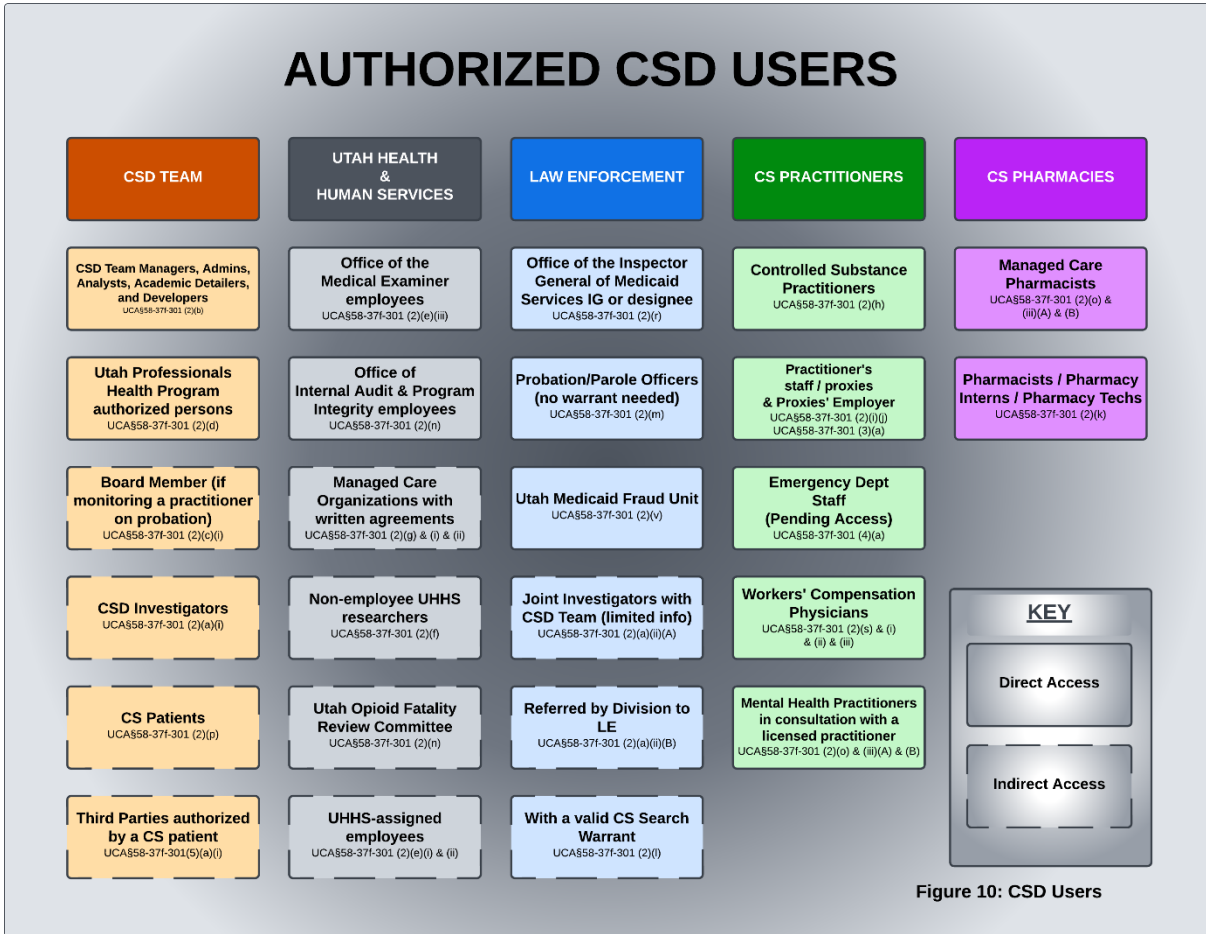 AUTHORIZED CSD USERS
CSD TEAM
CSD Team Managers, Admins,
Analysts, Academic Detailers,
and Developers
UCA§58-37f-301 (2)(b)
Utah Professionals
Health Program
authorized persons
UCA§58-37f-301 (2)(d)
Board Member (if
monitoring a practitioner
on probation)
UCA§58-37f-301 (2)(c)(i)
CSD Investigators
UCA§58-37f-301 (2)(a)(i)
CS Patients
UCA§58-37f-301 (2)(p)
Third Parties authorized
by a CS patient
UCA§58-37f-301(5)(a)(i)
UTAH HEALTH
&
HUMAN SERVICES
Office of the
Medical Examiner
employees
UCA§58-37f-301 (2)(e)(iii)
Office of
Internal Audit & Program
Integrity employees
UCA§58-37f-301 (2)(n)
Managed Care
Organizations with
written agreements
UCA§58-37f-301 (2)(g) & (i) & (ii)
Non-employee UHHS
researchers
UCA§58-37f-301 (2)(f)
Utah Opioid Fatality
Review Committee
UCA§58-37f-301 (2)(n)
UHHS-assigned
employees
UCA§58-37f-301 (2)(e)(i) & (ii)
LAW ENFORCEMENT
Office of the Inspector
General of Medicaid
Services IG or designee
UCA§58-37f-301 (2)(r)
Probation/Parole Officers
(no warrant needed)
UCA§58-37f-301 (2)(m)
Utah Medicaid Fraud Unit
UCA§58-37f-301 (2)(v)
Joint Investigators with
CSD Team (limited info)
UCA§58-37f-301 (2)(a)(ii)(A)
Referred by Division to
LE
UCA§58-37f-301 (2)(a)(ii)(B)
With a valid CS Search
Warrant
UCA§58-37f-301 (2)(l)
CS PRACTITIONERS
Controlled Substance
Practitioners
UCA§58-37f-301 (2)(h)
Practitioner's
staff / proxies
& Proxies' Employer
UCA§58-37f-301 (2)(i)(j)
UCA§58-37f-301 (3)(a)
Emergency Dept
Staff
(Pending Access)
UCA§58-37f-301 (4)(a)
Workers' Compensation
Physicians
UCA§58-37f-301 (2)(s) & (i)
& (ii) & (iii)
Mental Health Practitioners
in consultation with a
licensed practitioner
UCA§58-37f-301 (2)(o) & (iii)(A) & (B)
CS PHARMACIES
Managed Care
Pharmacists
UCA§58-37f-301 (2)(o) &
(iii)(A) & (B)
Pharmacists / Pharmacy
Interns / Pharmacy Techs
UCA§58-37f-301 (2)(k)
KEY
Direct Access
Indirect Access
Figure 10: CSD Users